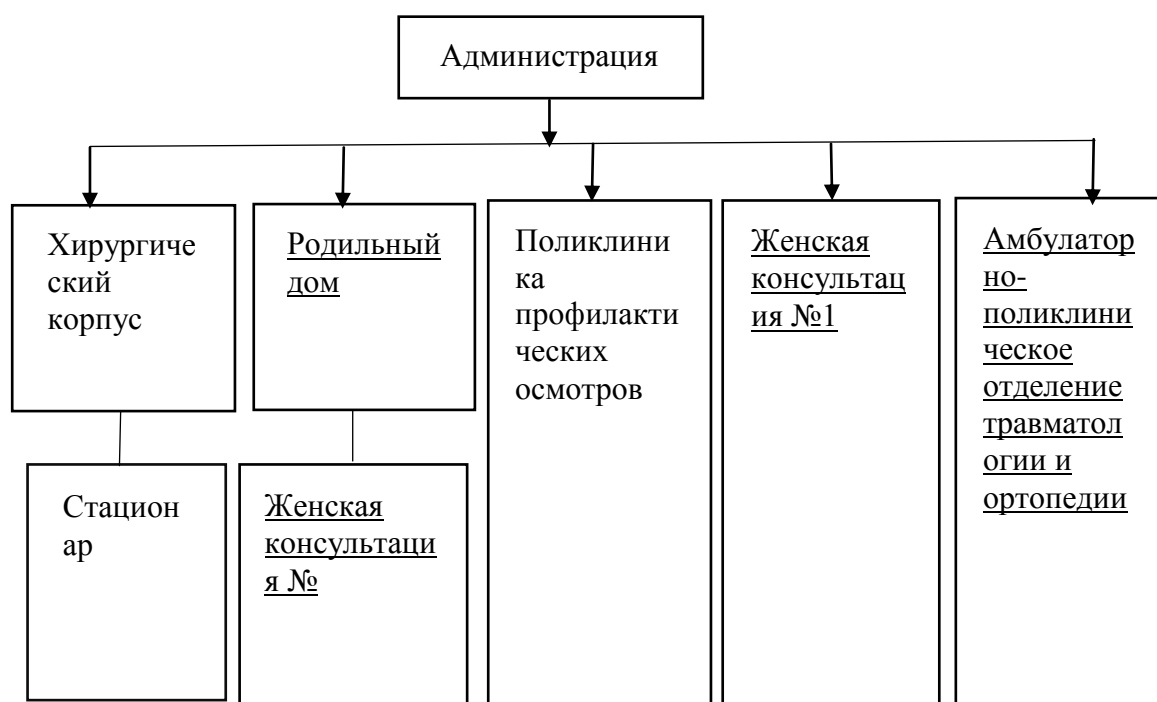 Администрация
Хирургиче
ский
корпус
Родильный
дом
Поликлини
ка
профилакти
ческих
осмотров
Женская
консультац
ия №1
Амбулатор
но-
поликлини
ческое
отделение
травматол
огии и
ортопедии
Стацион
ар
Женская
консультаци
я №